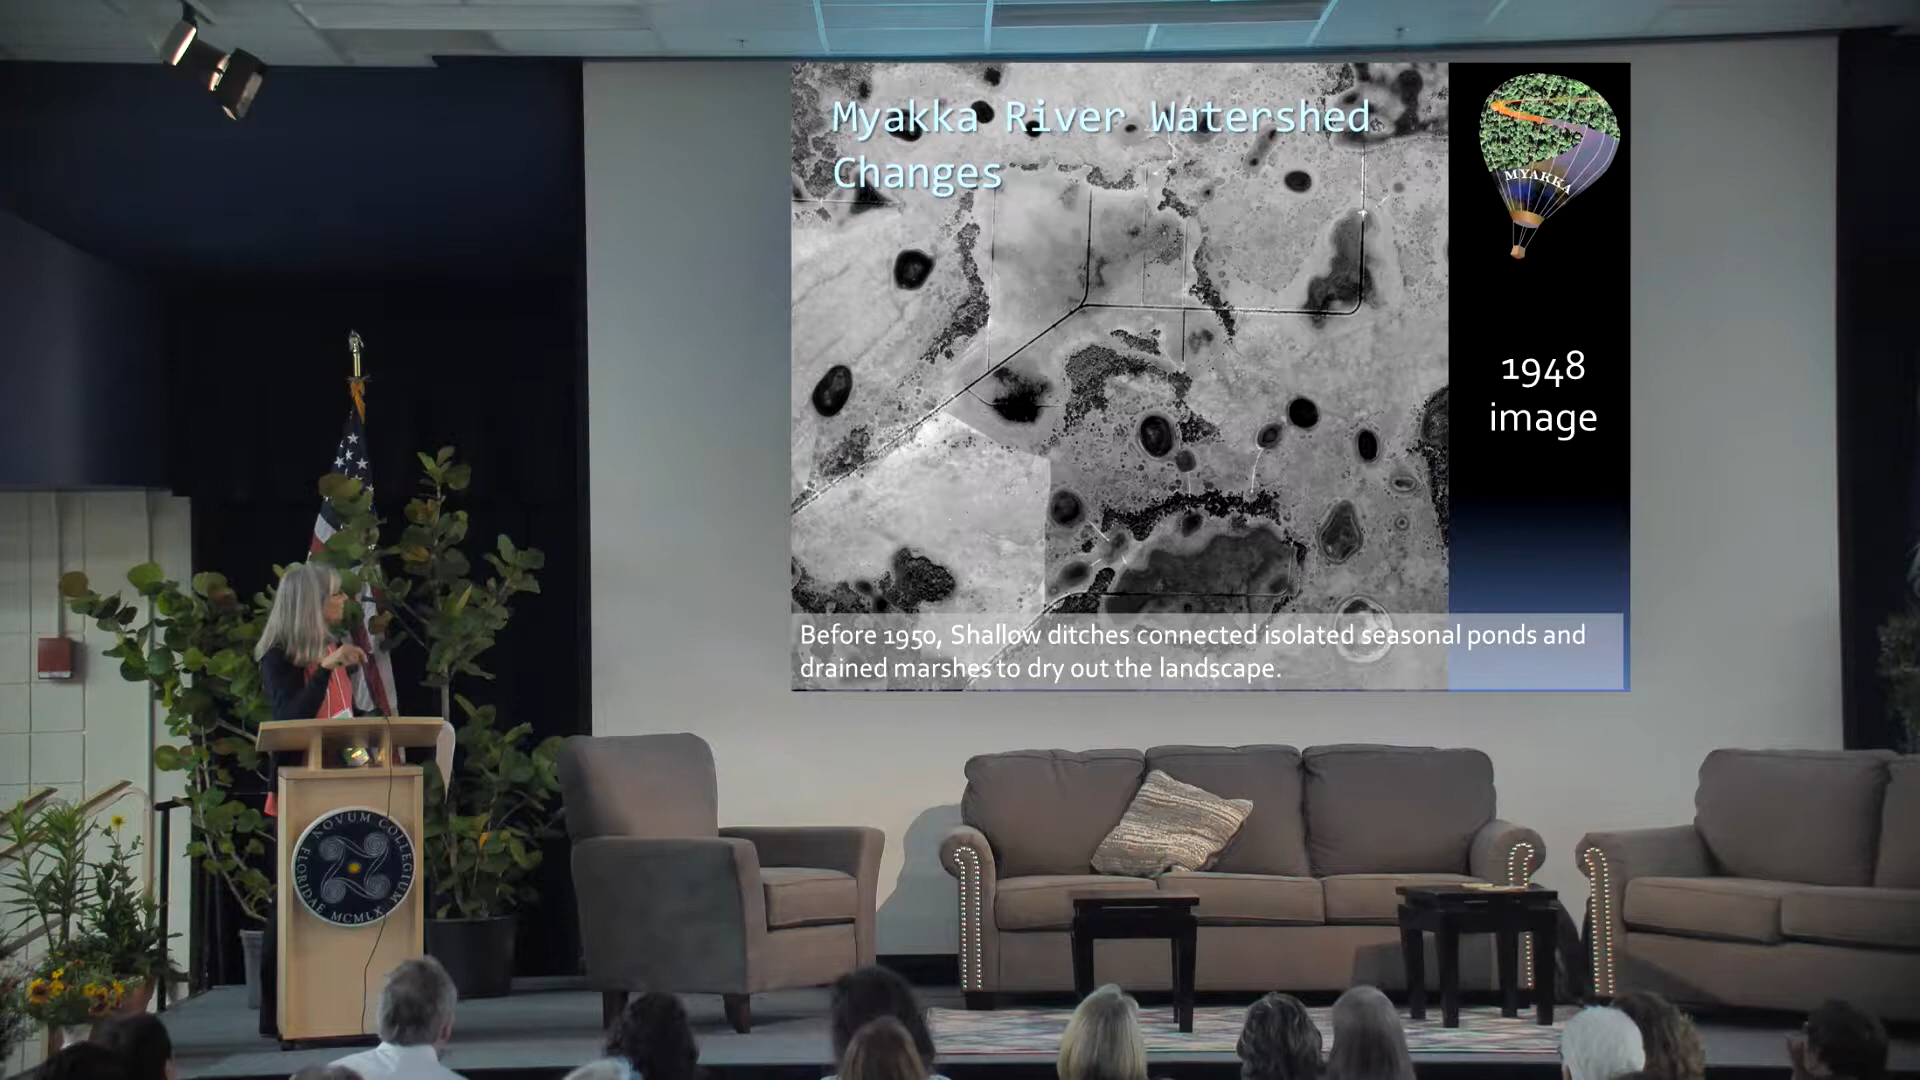 Myakka River Watershed
Changes
MYAKKA
1948
image
Before 1950, Shallow ditches connected isolated seasonal ponds and
drained marshes to dry out the landscape.
NOVUM COLLEGIUM
FLORIDAE MCMLX